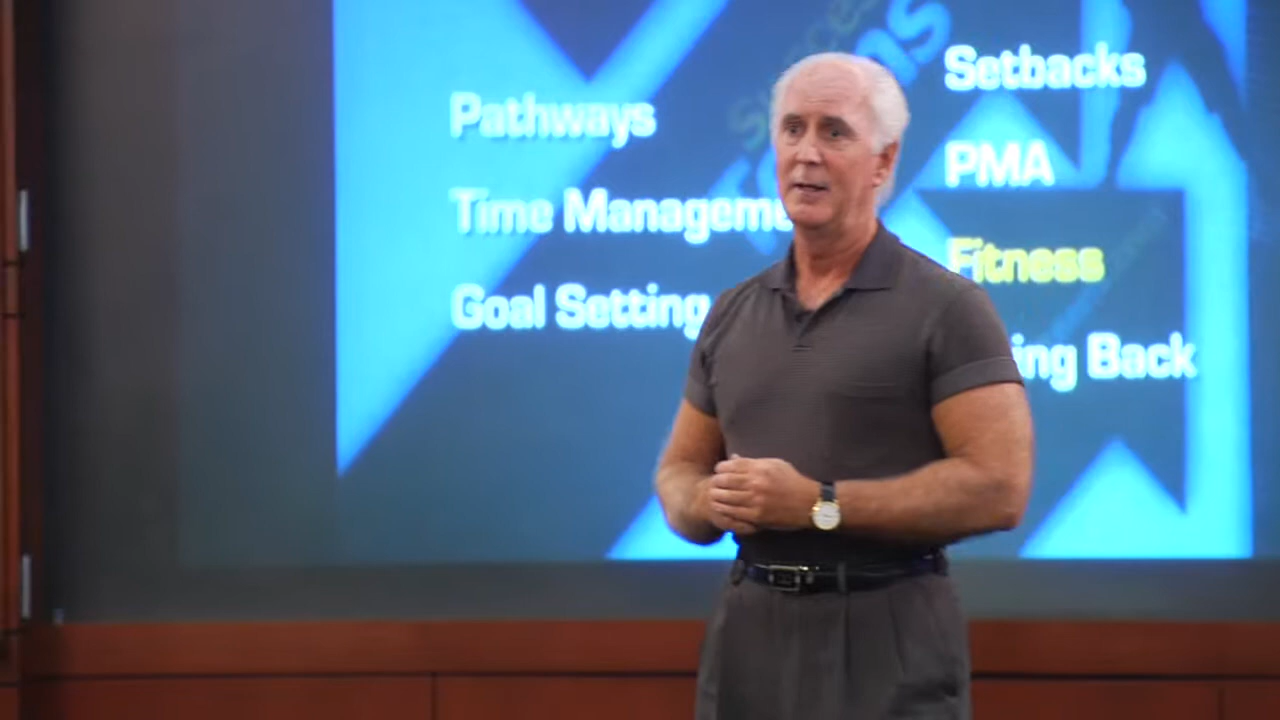 Pathways
Time Manageme
Goal Setting
Setbacks
PMA
Fitness
ing Back